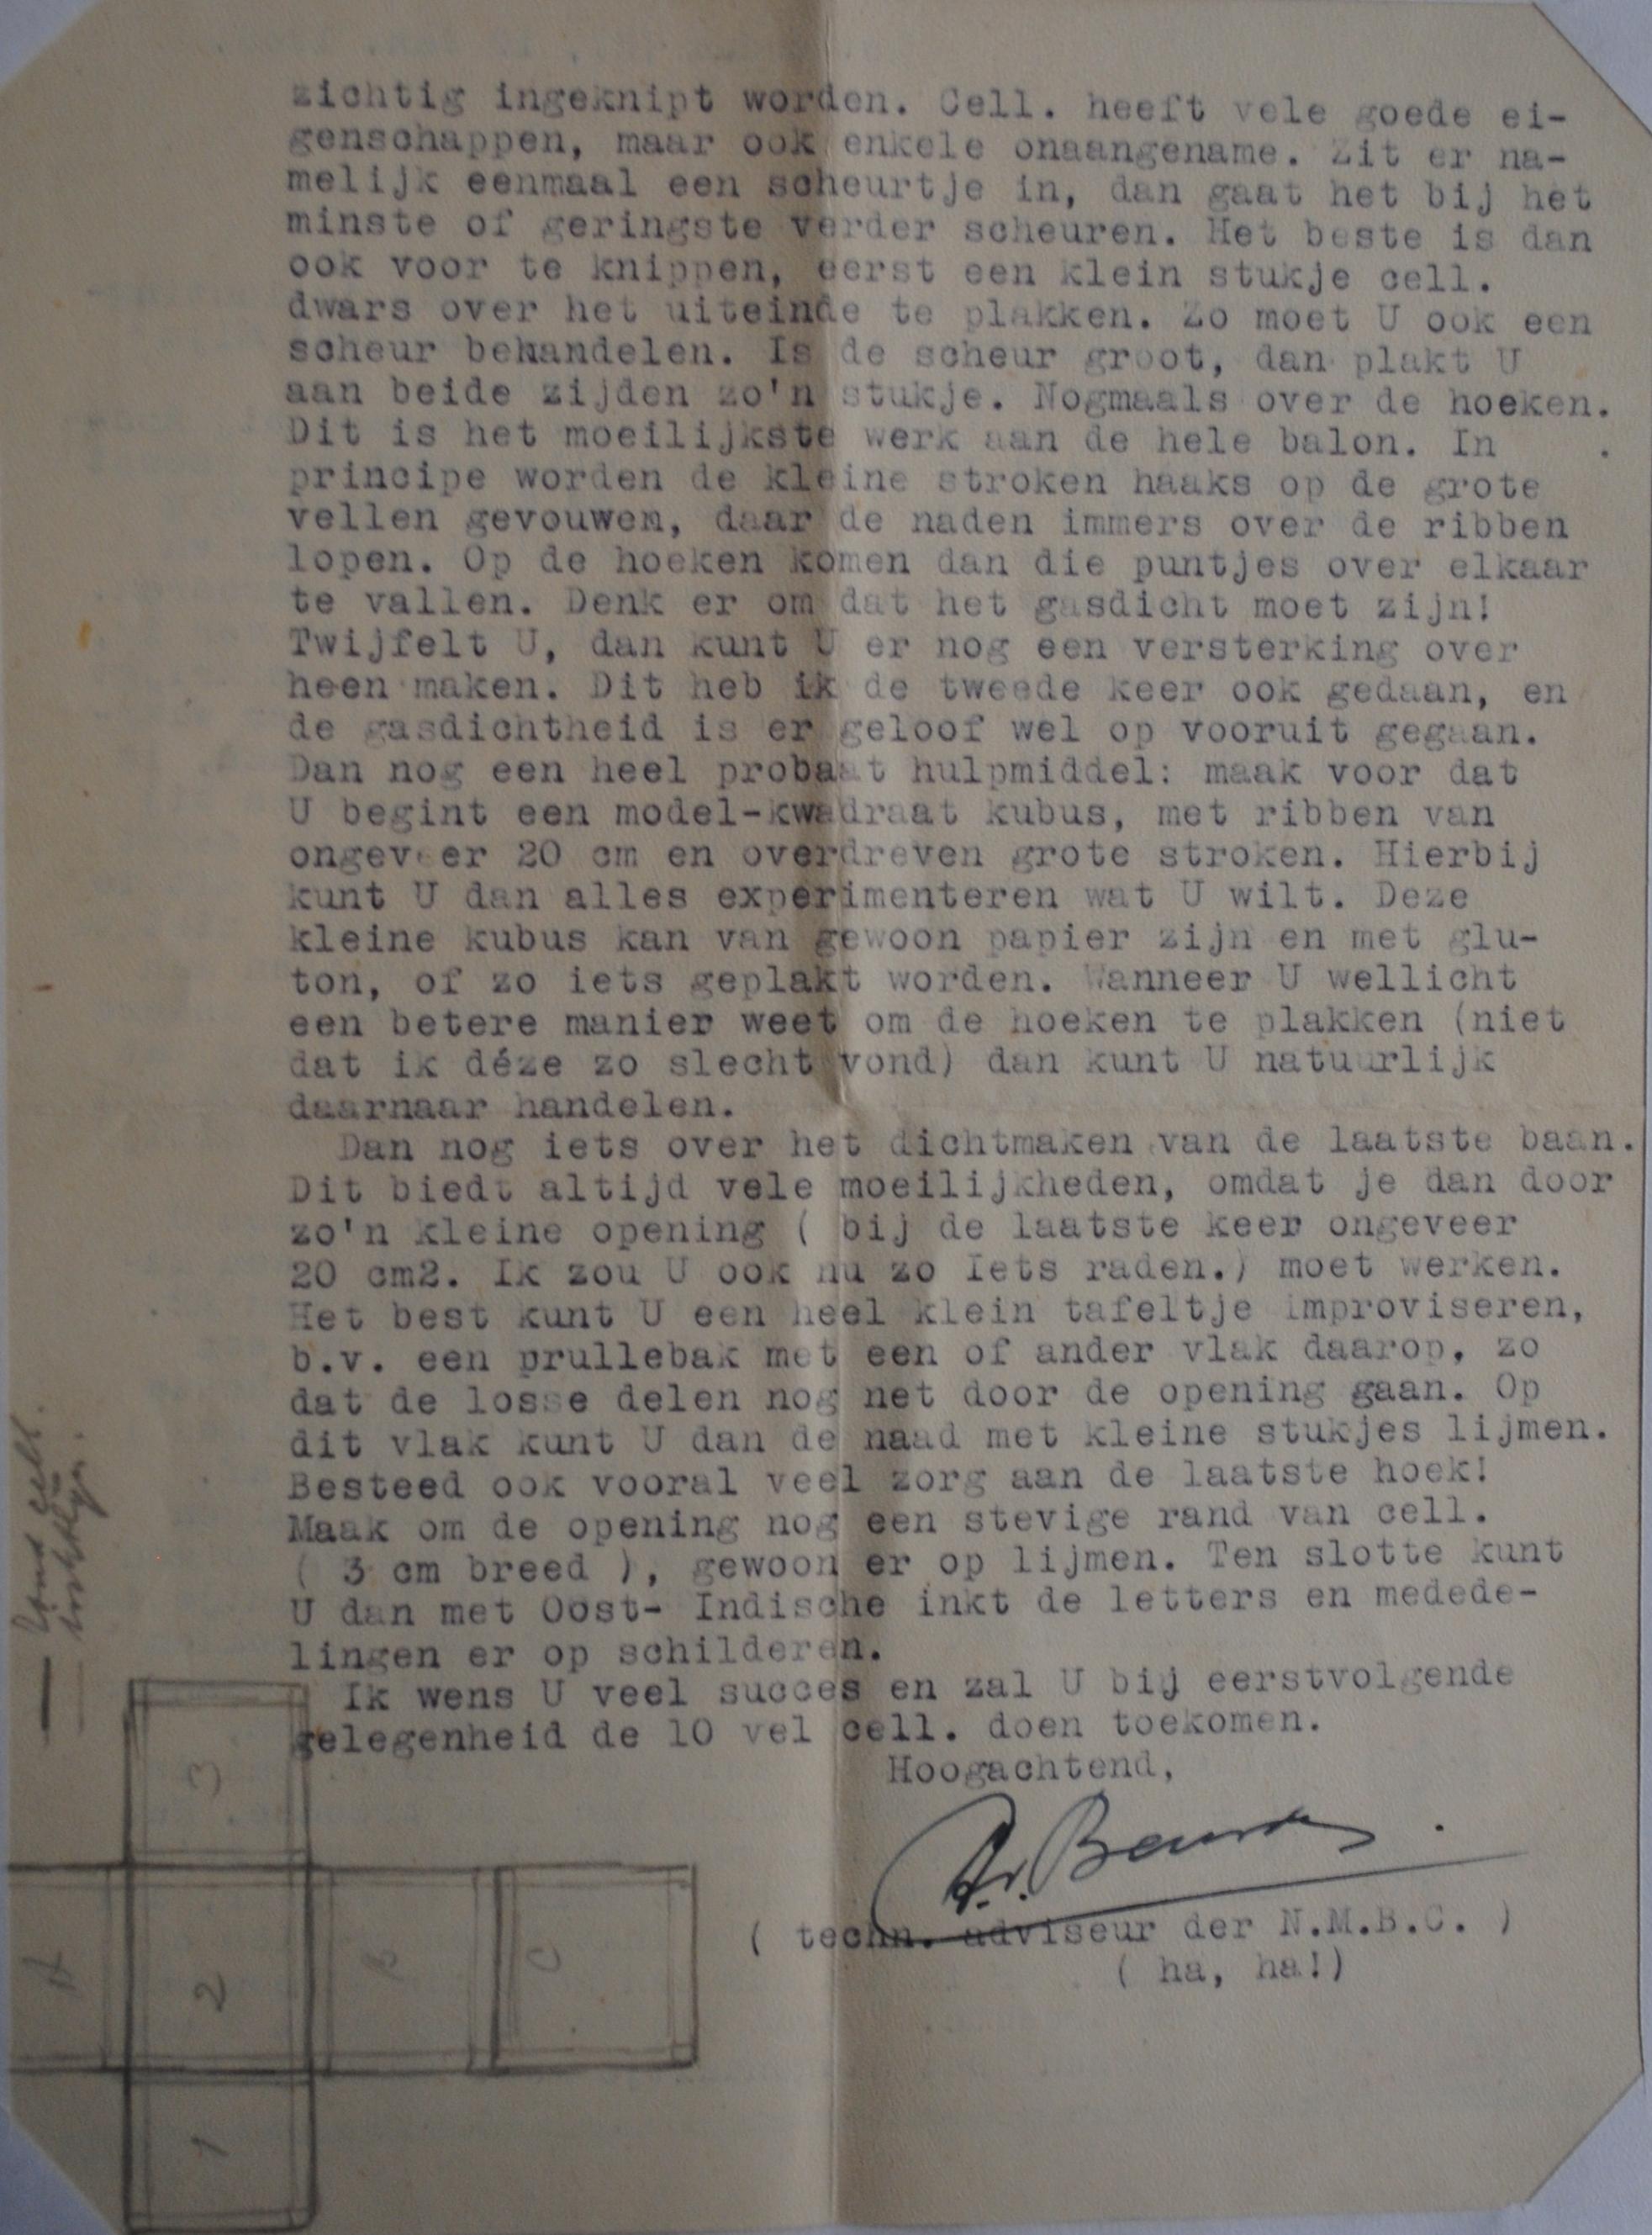 zichtig ingeknipt worden. Cell. heeft vele goede ei-
genschappen, maar ook enkele onaangename. Zit er na-
melijk eenmaal een scheurtje in, dan gaat het bij het
minste of geringste verder scheuren. Het beste is dan
ook voor te knippen, eerst een klein stukje cell.
dwars over het uiteinde te plakken. Zo moet U ook een
scheur behandelen. Is de scheur groot, dan plakt U
aan beide zijden zo'n stukje. Nogmaals over de hoeken.
Dit is het moeilijkste werk aan de hele balon. In
principe worden de kleine stroken haaks op de grote
vellen gevouwen, daar de naden immers over de ribben
lopen. Op de hoeken komen dan die puntjes over elkaar
te vallen. Denk er om dat het gasdicht moet zijn!
Twijfelt U, dan kunt U er nog een versterking over
heen maken. Dit heb ik de tweede keer ook gedaan, en
de gasdichtheid is er geloof wel op vooruit gegaan.
Dan nog een heel probaat hulpmiddel: maak voor dat
U begint een model-kwadraat kubus, met ribben van
ongeveer 20 cm en overdreven grote stroken. Hierbij
kunt U dan alles experimenteren wat U wilt. Deze
kleine kubus kan van gewoon papier zijn en met glu-
ton, of zo iets geplakt worden. Wanneer U wellicht
een betere manier weet om de hoeken te plakken (niet
dat ik déze zo slecht vond) dan kunt U natuurlijk
daarnaar handelen.
Dan nog iets over het dichtmaken van de laatste baan.
Dit biedt altijd vele moeilijkheden, omdat je dan door
zo'n kleine opening ( bij de laatste keer ongeveer
20 cm2. Ik zou U ook nu zo iets raden.) moet werken.
Het best kunt U een heel klein tafeltje improviseren,
b.v. een prullebak met een of ander vlak daarop, zo
dat de losse delen nog net door de opening gaan. Op
dit vlak kunt U dan de naad met kleine stukjes lijmen.
Besteed ook vooral veel zorg aan de laatste hoek!
Maak om de opening nog een stevige rand van cell.
( 3 cm breed ), gewoon er op lijmen. Ten slotte kunt
U dan met Oost- Indische inkt de letters en medede-
lingen er op schilderen.
Ik wens U veel succes en zal U bij eerstvolgende
gelegenheid de 10 vel cell. doen toekomen.
Hoogachtend,
( techn. adviseur der N.M.B.C. )
( ha, ha!)
3
A
2
B
C
1